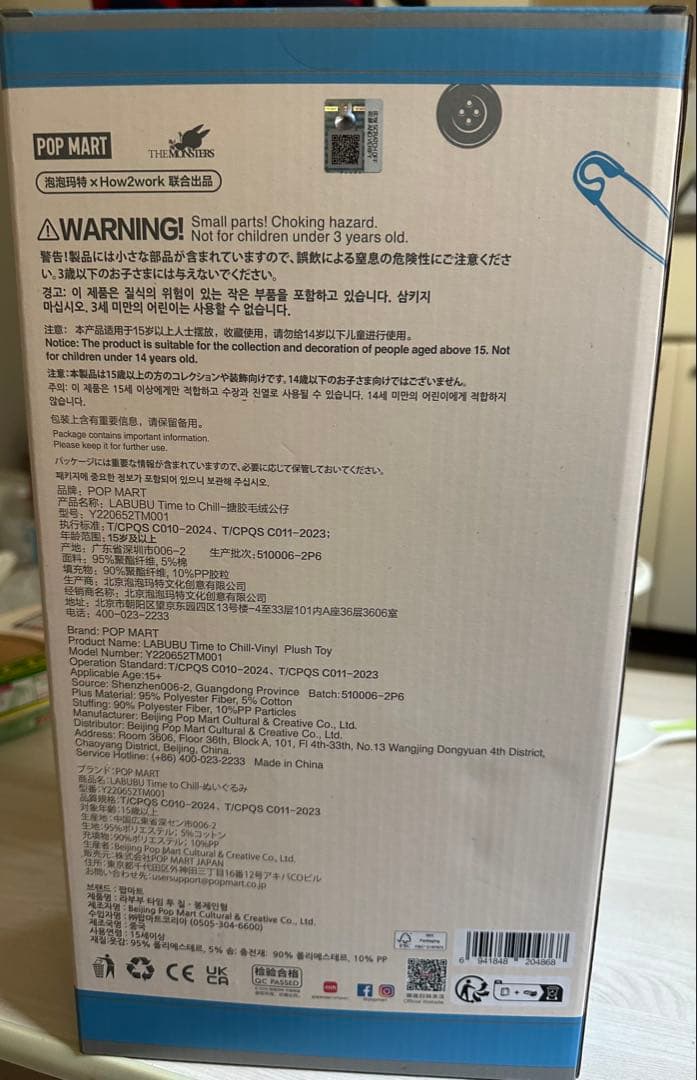 POP MART
THE MONSTERS
泡泡玛特×How2work 联合出品
WARNING! Small parts! Choking hazard.
Not for children under 3 years old.
警告!製品には小さな部品が含まれていますので、誤飲による窒息の危険性にご注意くださ
い。3歳以下のお子さまには与えないでください。
경고: 이 제품은 질식의 위험이 있는 작은 부품을 포함하고 있습니다. 삼키지
마십시오. 3세 미만의 어린이는 사용할 수 없습니다.
注意: 本产品适用于15岁以上人士摆放，收藏使用，请勿给14岁以下儿童进行使用。
Notice: The product is suitable for the collection and decoration of people aged above 15. Not
for children under 14 years old.
注意:本製品は15歳以上の方のコレクションや装飾向けです。14歳以下のお子さま向けではございません。
주의: 이 제품은 15세 이상에게만 적합하고 수장과 진열로 사용될 수 있습니다. 14세 미만의 어린이에게 적합하지
않습니다.
包装上含有重要信息，请保留备用。
Package contains important information.
Please keep it for further use.
パッケージには重要な情報が含まれていますので、必要に応じて保管しておいてください。
패키지에 중요한 정보가 포함되어 있으니 보관해 주십시오.
品牌: POP MART
产品名称: LABUBU Time to Chill-搪胶毛绒公仔
型号: Y220652TM001
执行标准: T/CPQS C010-2024、T/CPQS C011-2023;
年龄范围: 15岁及以上
产地: 广东省深圳市006-2 生产批次: 510006-2P6
面料: 95%聚酯纤维, 5%棉
填充物: 90%聚酯纤维, 10%PP胶粒
生产商: 北京泡泡玛特文化创意有限公司
经销商名称: 北京泡泡玛特文化创意有限公司
地址: 北京市朝阳区望京东园四区13号楼-4至33层101内A座36层3606室
电话: 400-023-2233
Brand: POP MART
Product Name: LABUBU Time to Chill-Vinyl Plush Toy
Model Number: Y220652TM001
Operation Standard: T/CPQS C010-2024、T/CPQS C011-2023
Applicable Age:15+
Source: Shenzhen006-2, Guangdong Province Batch:510006-2P6
Plus Material: 95% Polyester Fiber, 5% Cotton
Stuffing: 90% Polyester Fiber, 10%PP Particles
Manufacturer: Beijing Pop Mart Cultural & Creative Co., Ltd.
Distributor: Beijing Pop Mart Cultural & Creative Co., Ltd.
Address: Room 3606, Floor 36th, Block A, 101, Fl 4th-33th, No.13 Wangjing Dongyuan 4th District,
Chaoyang District, Beijing, China.
Service Hotline: (+86) 400-023-2233 Made in China
ブランド:POP MART
商品名:LABUBU Time to Chill-ぬいぐるみ
型番:Y220652TM001
品質規格:T/CPQS C010-2024、T/CPQS C011-2023
対象年齢:15歳以上
生産地:中国広東省深セン市006-2
生地:95%ポリエステル; 5%コットン
充填物:90%ポリエステル; 10%PP
生産者:Beijing Pop Mart Cultural & Creative Co., Ltd.
販売元:株式会社POP MART JAPAN
住所:東京都千代田区外神田三丁目16番12号アキバCOビル
お問い合わせ先:usersupport@popmart.co.jp
브랜드 : 팝마트
제품명 : 라부부 타임 투 칠 - 봉제인형
제조자명 : Beijing Pop Mart Cultural & Creative Co., Ltd.
수입자명 : ㈜팝마트코리아 (0505-304-6600)
제조국명 : 중국
사용연령 : 15세이상
재질:겉감: 95% 폴리에스테르, 5% 솜; 충전재: 90% 폴리에스테르, 10% PP
CE
UK
CA
检验合格
QC PASSED
FSC
Packaging
Official Website
6 941848 204868